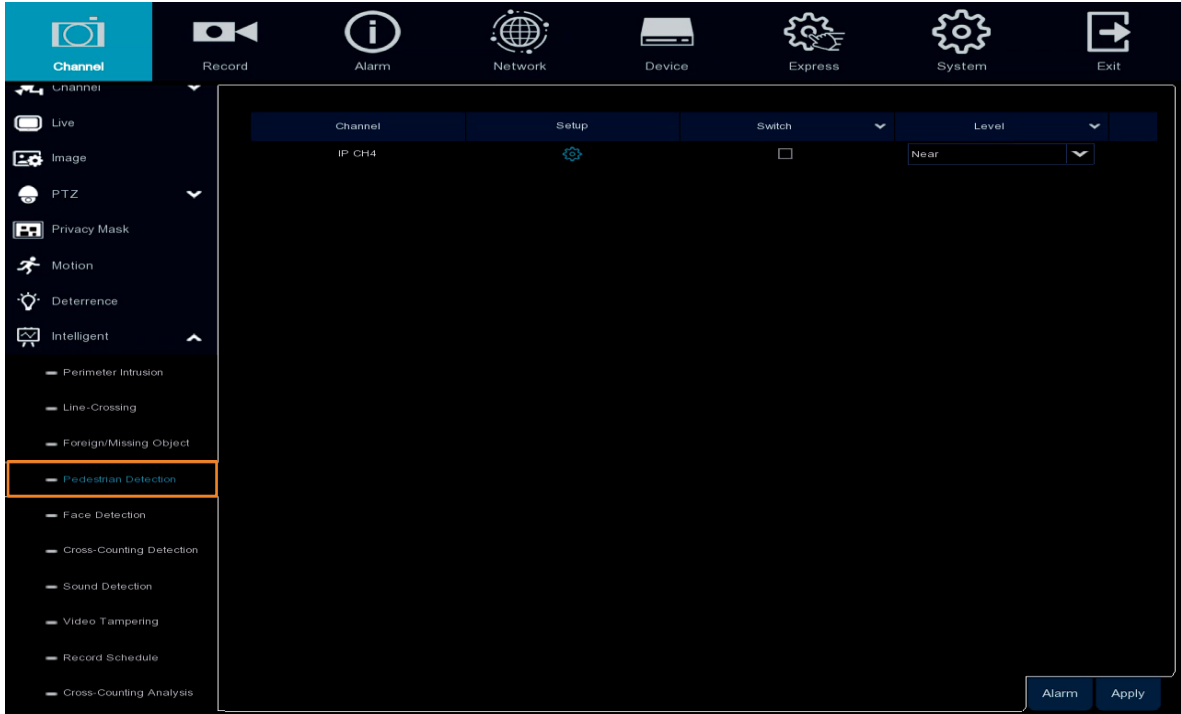 Channel Record Alarm Network Device Express System Exit
Channel
Live
Image
PTZ
Privacy Mask
Motion
Deterrence
Intelligent
Perimeter Intrusion
Line-Crossing
Foreign/Missing Object
Pedestrian Detection
Face Detection
Cross-Counting Detection
Sound Detection
Video Tampering
Record Schedule
Cross-Counting Analysis
Channel Setup Switch Level
IP CH4 Near
Alarm Apply